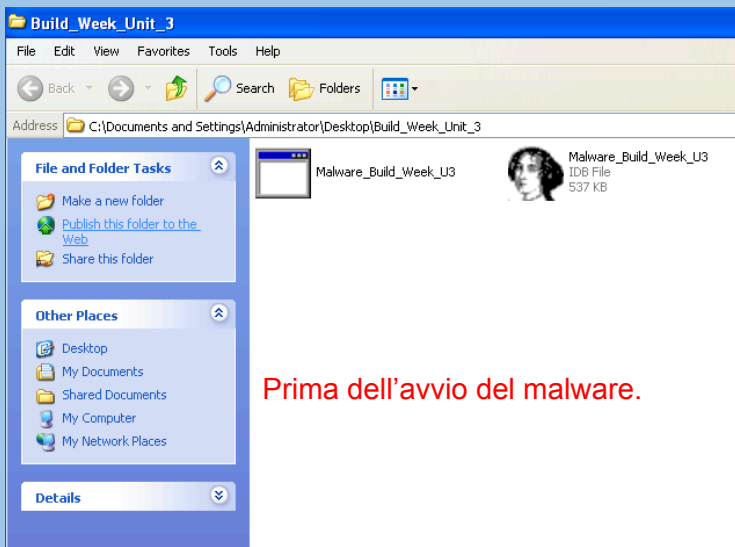 Build_Week_Unit_3
File Edit View Favorites Tools Help
Back Search Folders
Address C:\Documents and Settings\Administrator\Desktop\Build_Week_Unit_3
File and Folder Tasks
Make a new folder
Publish this folder to the
Web
Share this folder
Other Places
Desktop
My Documents
Shared Documents
My Computer
My Network Places
Details
Malware_Build_Week_U3
Malware_Build_Week_U3
IDB File
537 KB
Prima dell’avvio del malware.